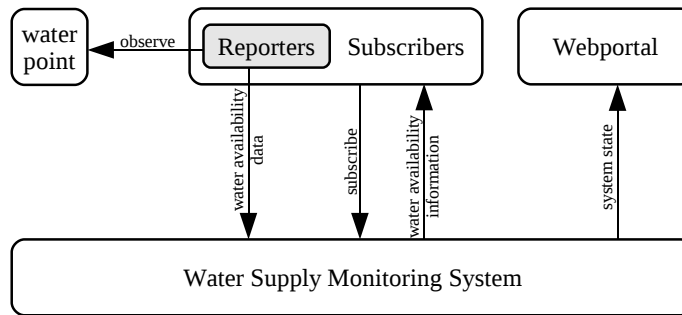 water
point
observe
Reporters
Subscribers
Webportal
water availability
data
subscribe
water availability
information
system state
Water Supply Monitoring System